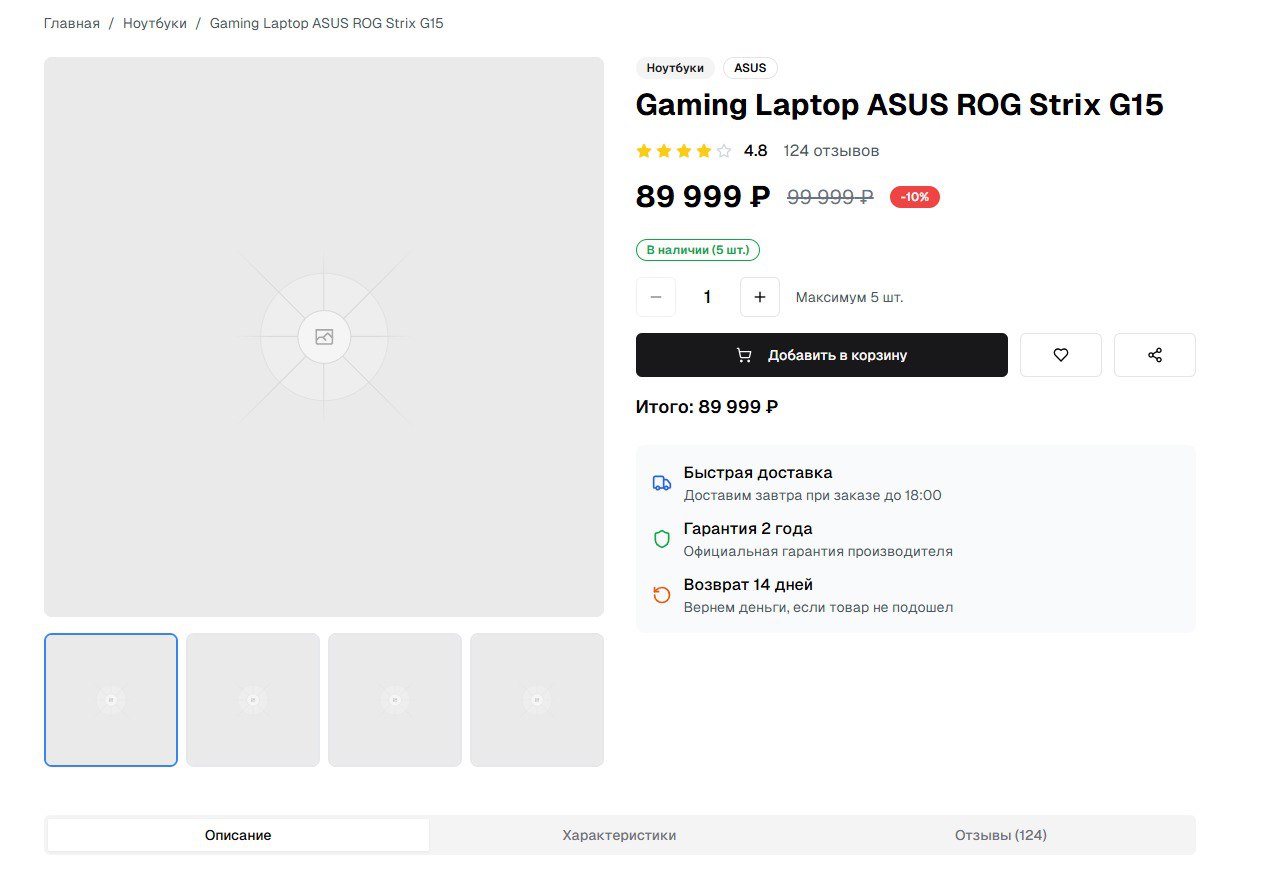 Главная / Ноутбуки / Gaming Laptop ASUS ROG Strix G15
Ноутбуки ASUS
Gaming Laptop ASUS ROG Strix G15
4.8 124 отзывов
89 999 ₽ 99 999 ₽ -10%
В наличии (5 шт.)
1 Максимум 5 шт.
Добавить в корзину
Итого: 89 999 ₽
Быстрая доставка
Доставим завтра при заказе до 18:00
Гарантия 2 года
Официальная гарантия производителя
Возврат 14 дней
Вернем деньги, если товар не подошел
Описание Характеристики Отзывы (124)